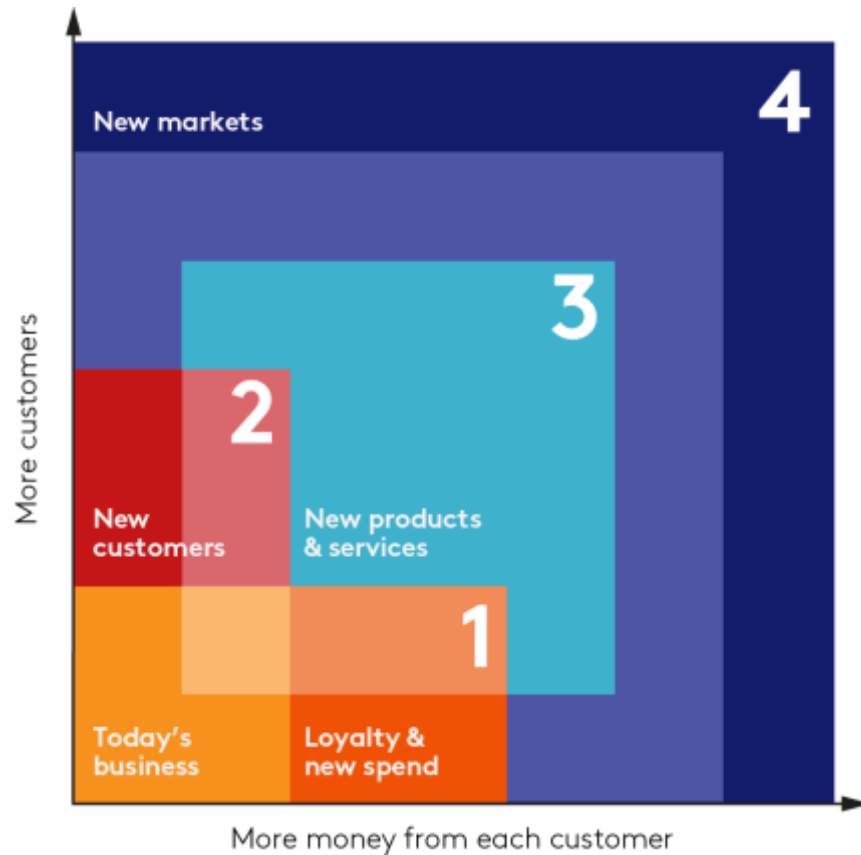 4
New markets
3
2
New
customers
New products
& services
1
Today's
business
Loyalty &
new spend
More customers
More money from each customer